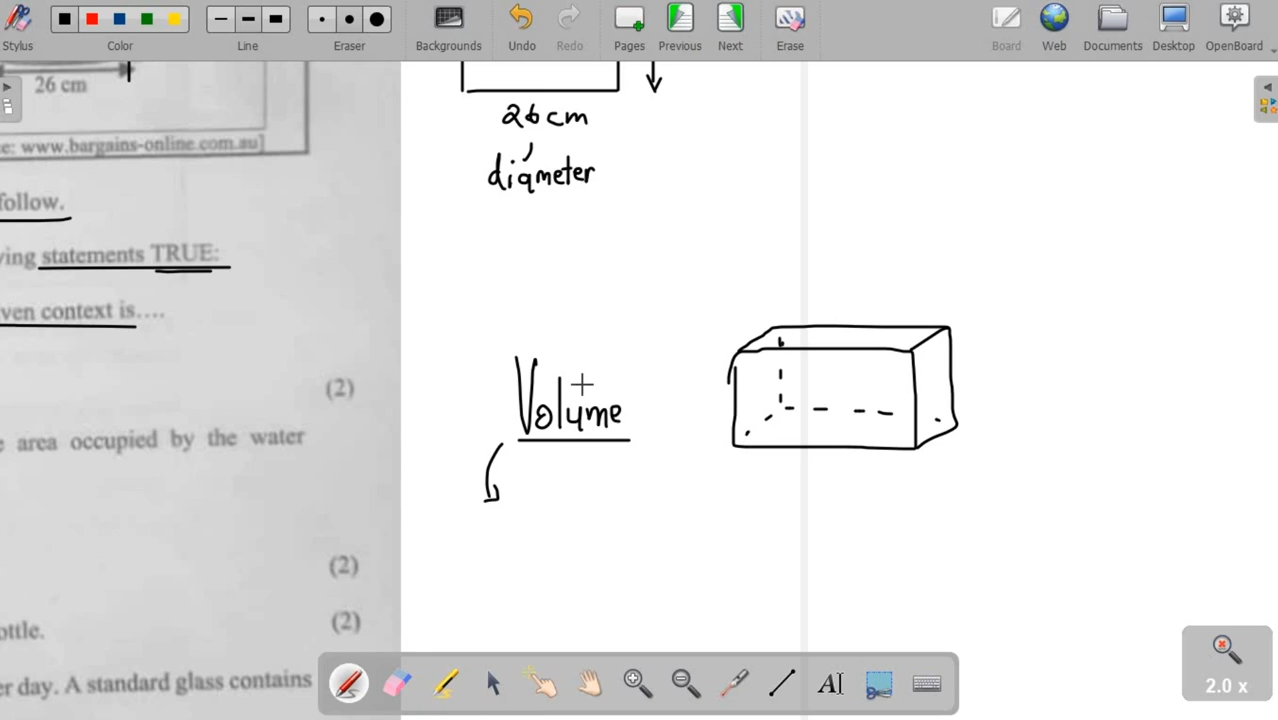 Stylus
Color
Line
Eraser
Backgrounds
Undo
Redo
Pages
Previous
Next
Erase
Board
Web
Documents
Desktop
OpenBoard
26 cm
e: www.bargains-online.com.au]
follow.
ving statements TRUE:
ven context is....
(2)
e area occupied by the water
(2)
ottle.
(2)
er day. A standard glass contains
26 cm
diameter
Volume
2.0 x